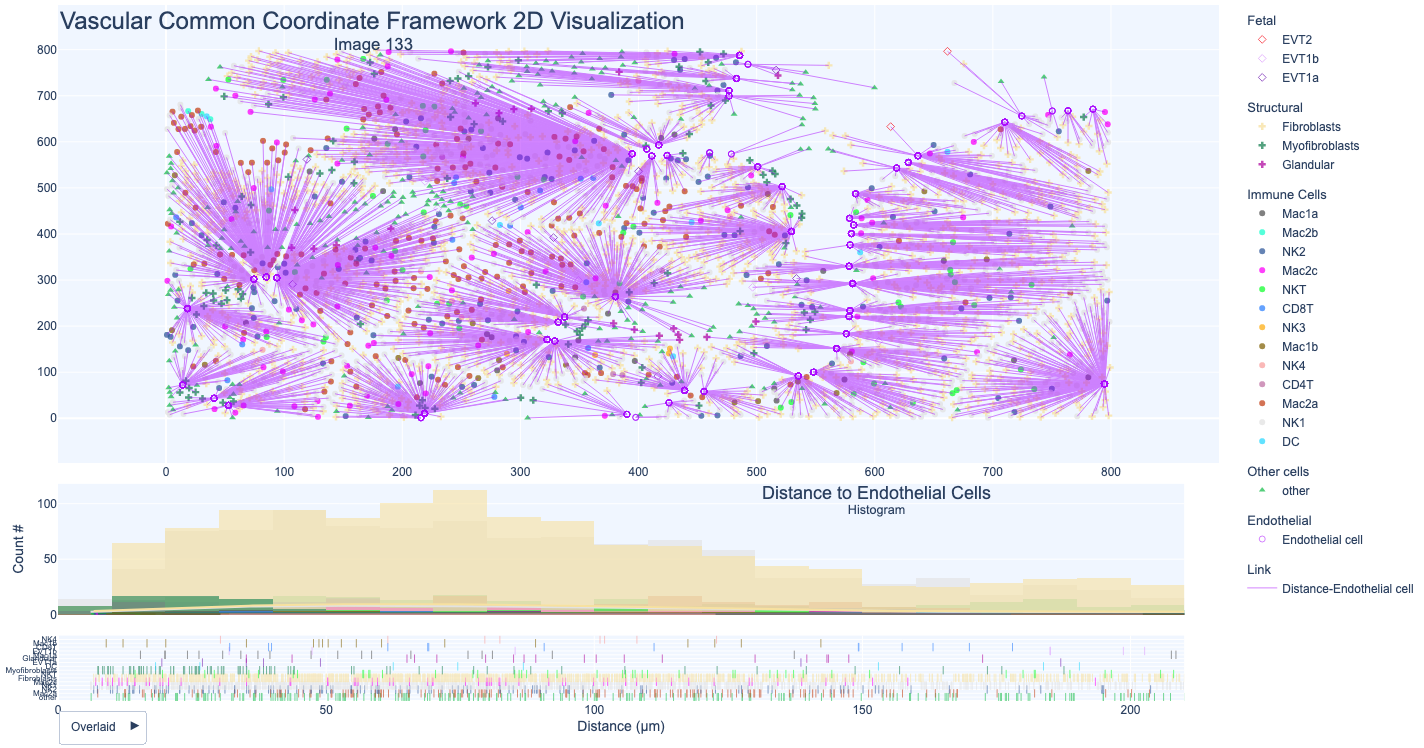 Vascular Common Coordinate Framework 2D Visualization
Image 133
800
700
600
500
400
300
200
100
0
0 100 200 300 400 500 600 700 800
Fetal
EVT2
EVT1b
EVT1a
Structural
Fibroblasts
Myofibroblasts
Glandular
Immune Cells
Mac1a
Mac2b
NK2
Mac2c
NKT
CD8T
NK3
Mac1b
NK4
CD4T
Mac2a
NK1
DC
Other cells
other
Endothelial
Endothelial cell
Link
Distance-Endothelial cell
Distance to Endothelial Cells
Histogram
Count #
100
50
0
Myofibroblasts
Fibroblasts
0 50 100 150 200
Distance (μm)
Overlaid ►